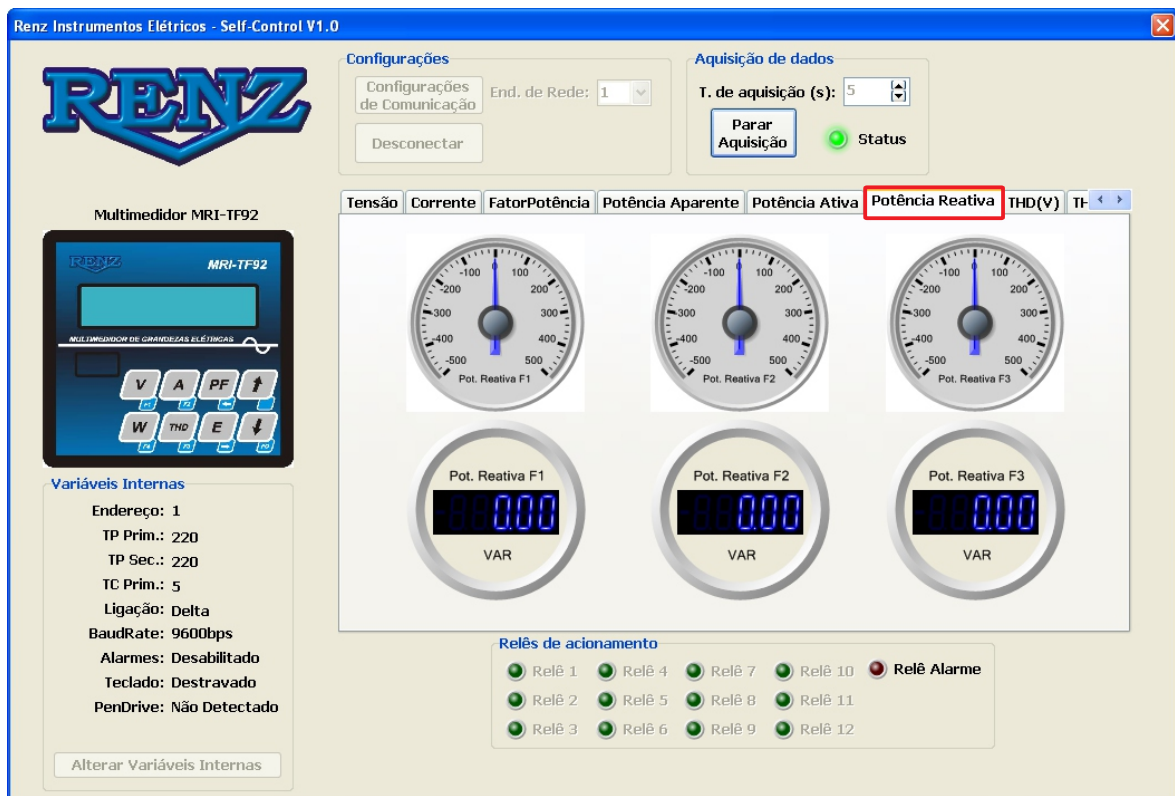 Renz Instrumentos Elétricos - Self-Control V1.0
RENZ
Configurações
Configurações
de Comunicação
End. de Rede: 1
Desconectar
Aquisição de dados
T. de aquisição (s): 5
Parar
Aquisição
Status
Multimedidor MRI-TF92
RENZ
MRI-TF92
MULTIMEDIDOR DE GRANDEZAS ELÉTRICAS
V A PF
F1 F2
W THD E
F4 F5
Tensão Corrente FatorPotência Potência Aparente Potência Ativa Potência Reativa THD(V) TH
-500 -400 -300 -200 -100 0 100 200 300 400 500
Pot. Reativa F1
-500 -400 -300 -200 -100 0 100 200 300 400 500
Pot. Reativa F2
-500 -400 -300 -200 -100 0 100 200 300 400 500
Pot. Reativa F3
Pot. Reativa F1
0.00
VAR
Pot. Reativa F2
0.00
VAR
Pot. Reativa F3
0.00
VAR
Variáveis Internas
Endereço: 1
TP Prim.: 220
TP Sec.: 220
TC Prim.: 5
Ligação: Delta
BaudRate: 9600bps
Alarmes: Desabilitado
Teclado: Destravado
PenDrive: Não Detectado
Alterar Variáveis Internas
Relês de acionamento
Relê 1 Relê 4 Relê 7 Relê 10 Relê Alarme
Relê 2 Relê 5 Relê 8 Relê 11
Relê 3 Relê 6 Relê 9 Relê 12